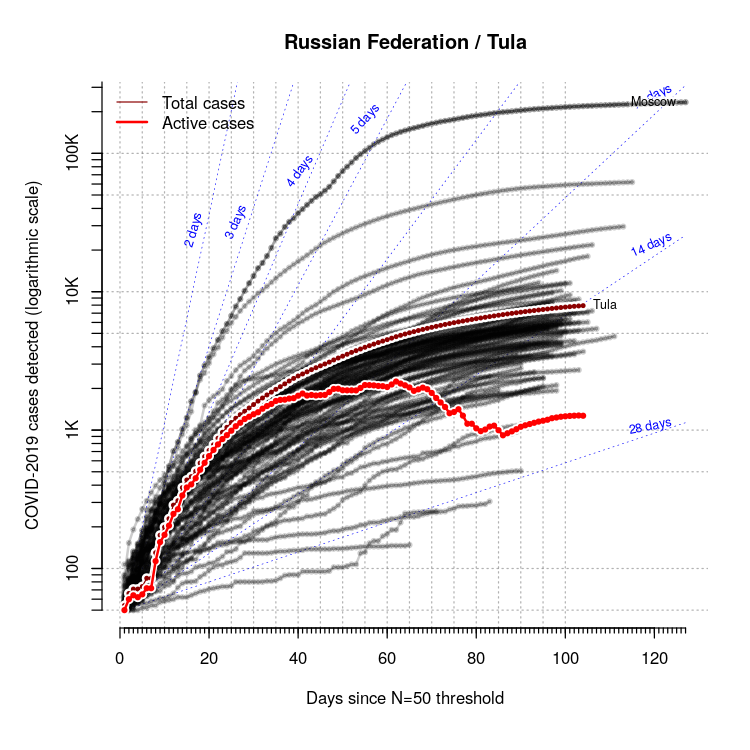 Russian Federation / Tula
Total cases
Active cases
2 days
3 days
4 days
5 days
days
Moscow
14 days
Tula
28 days
COVID-2019 cases detected (logarithmic scale)
100K
10K
1K
100
0 20 40 60 80 100 120
Days since N=50 threshold